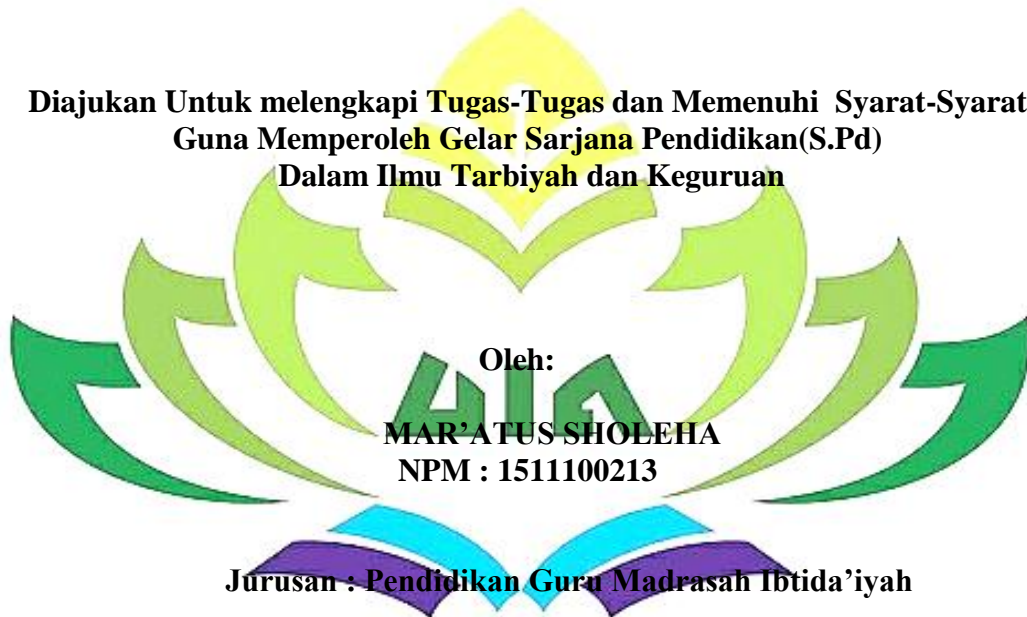 Diajukan Untuk melengkapi Tugas-Tugas dan Memenuhi Syarat-Syarat
Guna Memperoleh Gelar Sarjana Pendidikan(S.Pd)
Dalam Ilmu Tarbiyah dan Keguruan
Oleh:
MAR’ATUS SHOLEHA
NPM : 1511100213
Jurusan : Pendidikan Guru Madrasah Ibtida’iyah